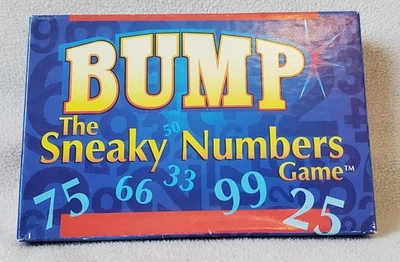 BUMP
The
50
Sneaky Numbers
Game™
75 66 33 99 25